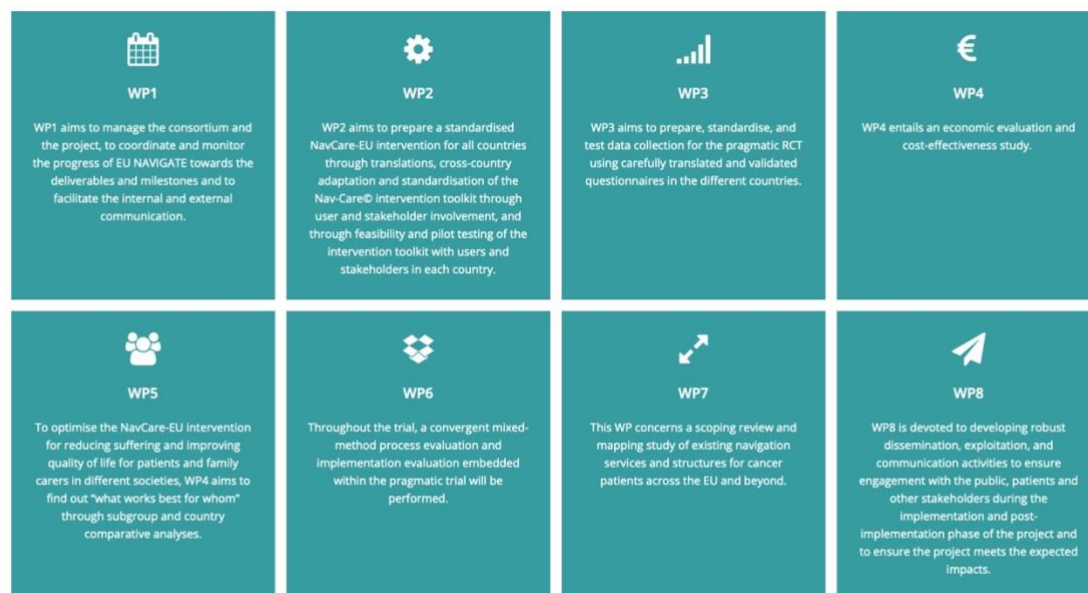 WP1
WP1 aims to manage the consortium and
the project, to coordinate and monitor
the progress of EU NAVIGATE towards the
deliverables and milestones and to
facilitate the internal and external
communication.
WP2
WP2 aims to prepare a standardised
NavCare-EU intervention for all countries
through translations, cross-country
adaptation and standardisation of the
Nav-Care© intervention toolkit through
user and stakeholder involvement, and
through feasibility and pilot testing of the
intervention toolkit with users and
stakeholders in each country.
WP3
WP3 aims to prepare, standardise, and
test data collection for the pragmatic RCT
using carefully translated and validated
questionnaires in the different countries.
€
WP4
WP4 entails an economic evaluation and
cost-effectiveness study.
WP5
To optimise the NavCare-EU intervention
for reducing suffering and improving
quality of life for patients and family
carers in different societies, WP4 aims to
find out “what works best for whom”
through subgroup and country
comparative analyses.
WP6
Throughout the trial, a convergent mixed-
method process evaluation and
implementation evaluation embedded
within the pragmatic trial will be
performed.
WP7
This WP concerns a scoping review and
mapping study of existing navigation
services and structures for cancer
patients across the EU and beyond.
WP8
WP8 is devoted to developing robust
dissemination, exploitation, and
communication activities to ensure
engagement with the public, patients and
other stakeholders during the
implementation and post-
implementation phase of the project and
to ensure the project meets the expected
impacts.